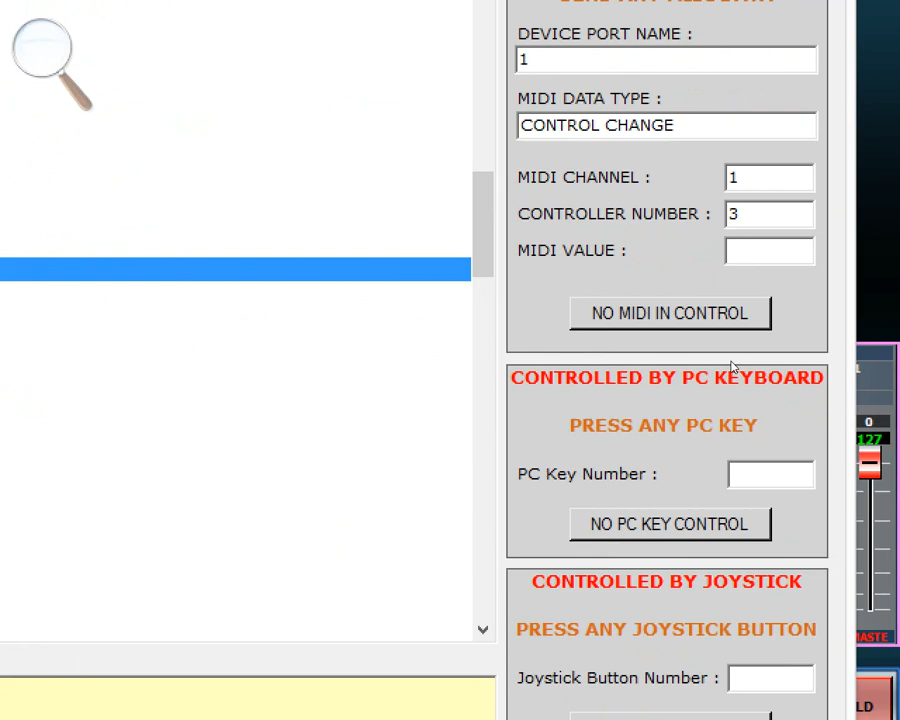 DEVICE PORT NAME :
1
MIDI DATA TYPE :
CONTROL CHANGE
MIDI CHANNEL : 1
CONTROLLER NUMBER : 3
MIDI VALUE :
NO MIDI IN CONTROL
CONTROLLED BY PC KEYBOARD
PRESS ANY PC KEY
PC Key Number :
NO PC KEY CONTROL
CONTROLLED BY JOYSTICK
PRESS ANY JOYSTICK BUTTON
Joystick Button Number :
0
127
MASTE
LD